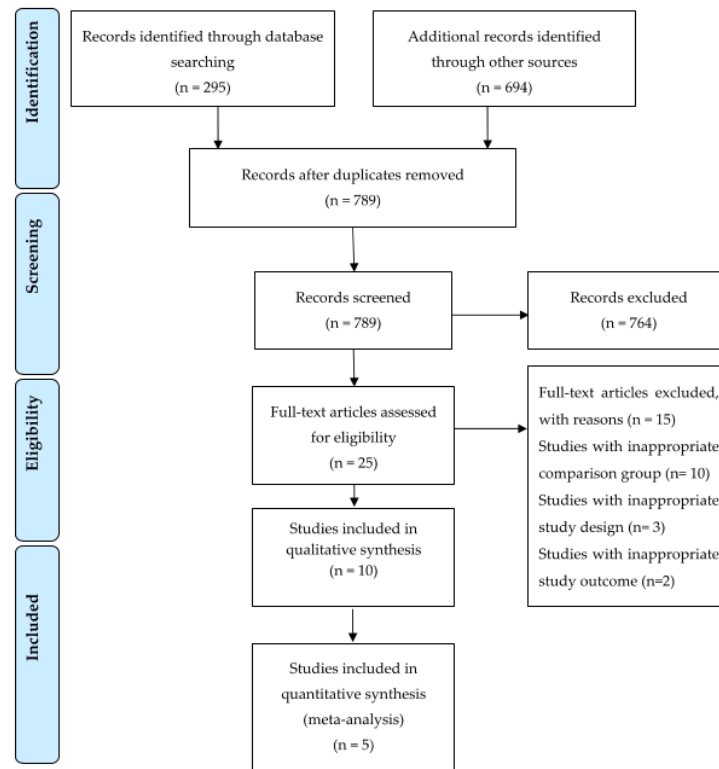 Identification
Records identified through database
searching
(n = 295)
Additional records identified
through other sources
(n = 694)
Records after duplicates removed
(n = 789)
Screening
Records screened
(n = 789)
Records excluded
(n = 764)
Eligibility
Full-text articles assessed
for eligibility
(n = 25)
Full-text articles excluded,
with reasons (n = 15)
Studies with inappropriate
comparison group (n= 10)
Studies with inappropriate
study design (n= 3)
Studies with inappropriate
study outcome (n=2)
Studies included in
qualitative synthesis
(n = 10)
Included
Studies included in
quantitative synthesis
(meta-analysis)
(n = 5)